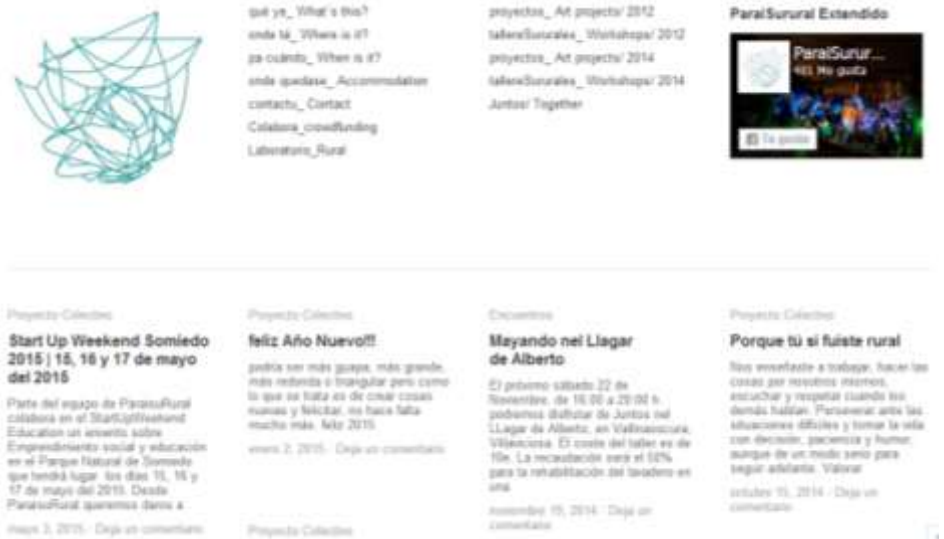 qué ye_ What's this?
onde tá_ Where is it?
pa cuándo_ When is it?
onde quedase_ Accommodation
contactu_ Contact
Colabora_crowdfunding
Laboratorio_Rural
proyectos_ Art projects/ 2012
talleresSururales_ Workshops/ 2012
proyectos_ Art projects/ 2014
talleresSururales_ Workshops/ 2014
Juntos/ Together
ParaíSurural Extendido
ParaíSurur...
Me gusta
Te gusta
Proyecto Colectivo
Start Up Weekend Somiedo
2015 | 15, 16 y 17 de mayo
del 2015
Parte del equipo de ParaisuRural
colabora en el StartUpWeekend
Education un evento sobre
Emprendimiento social y educación
en el Parque Natural de Somiedo
que tendrá lugar los días 15, 16 y
17 de mayo del 2015. Desde
ParaisuRural queremos daros a
mayo 3, 2015 · Deja un comentario
Proyecto Colectivo
feliz Año Nuevo!!!
podría ser más guapa, más grande,
más redonda o triangular pero como
lo que se trata es de crear cosas
nuevas y felicitar, no hace falta
mucho más. feliz 2015
enero 2, 2015 · Deja un comentario
Proyecto Colectivo
Encuentros
Mayando nel Llagar
de Alberto
El próximo sábado 22 de
Noviembre, de 16:00 a 20:00 h.
podremos disfrutar de Juntos nel
LLagar de Alberto, en Vallinaoscura,
Villaviciosa. El coste del taller es de
10e. La recaudación será el 50%
para la rehabilitación del lavadero en
una
noviembre 15, 2014 · Deja un
comentario
Proyecto Colectivo
Porque tú si fuiste rural
Nos enseñaste a trabajar, hacer las
cosas por nosotros mismos,
escuchar y respetar cuando los
demás hablan. Perseverar ante las
situaciones difíciles y tomar la vida
con decisión, paciencia y humor,
aunque de un modo serio para
seguir adelante. Valorar
octubre 15, 2014 · Deja un
comentario